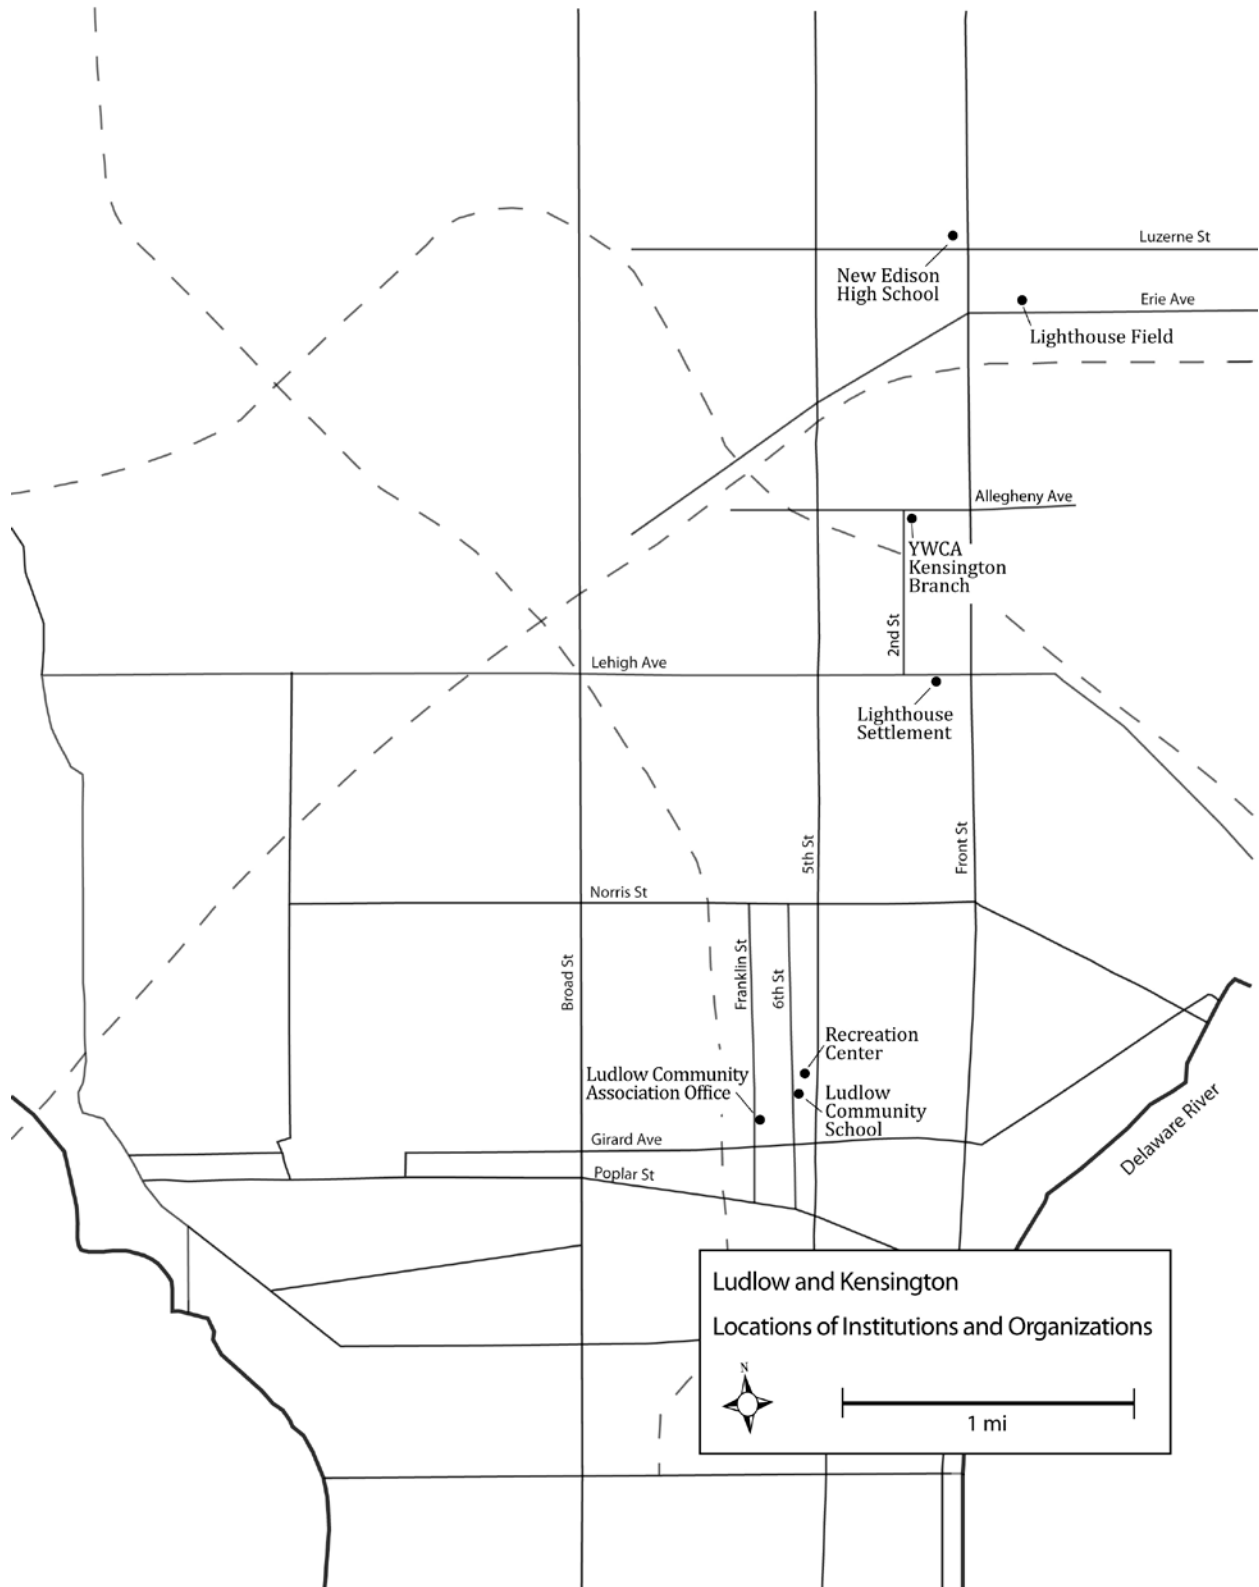 Luzerne St
New Edison
High School
Erie Ave
Lighthouse Field
Allegheny Ave
YWCA
Kensington
Branch
2nd St
Lehigh Ave
Lighthouse
Settlement
5th St
Front St
Norris St
Broad St
Franklin St
6th St
Recreation
Center
Ludlow Community
Association Office
Ludlow
Community
School
Girard Ave
Poplar St
Delaware River
Ludlow and Kensington
Locations of Institutions and Organizations
N
1 mi